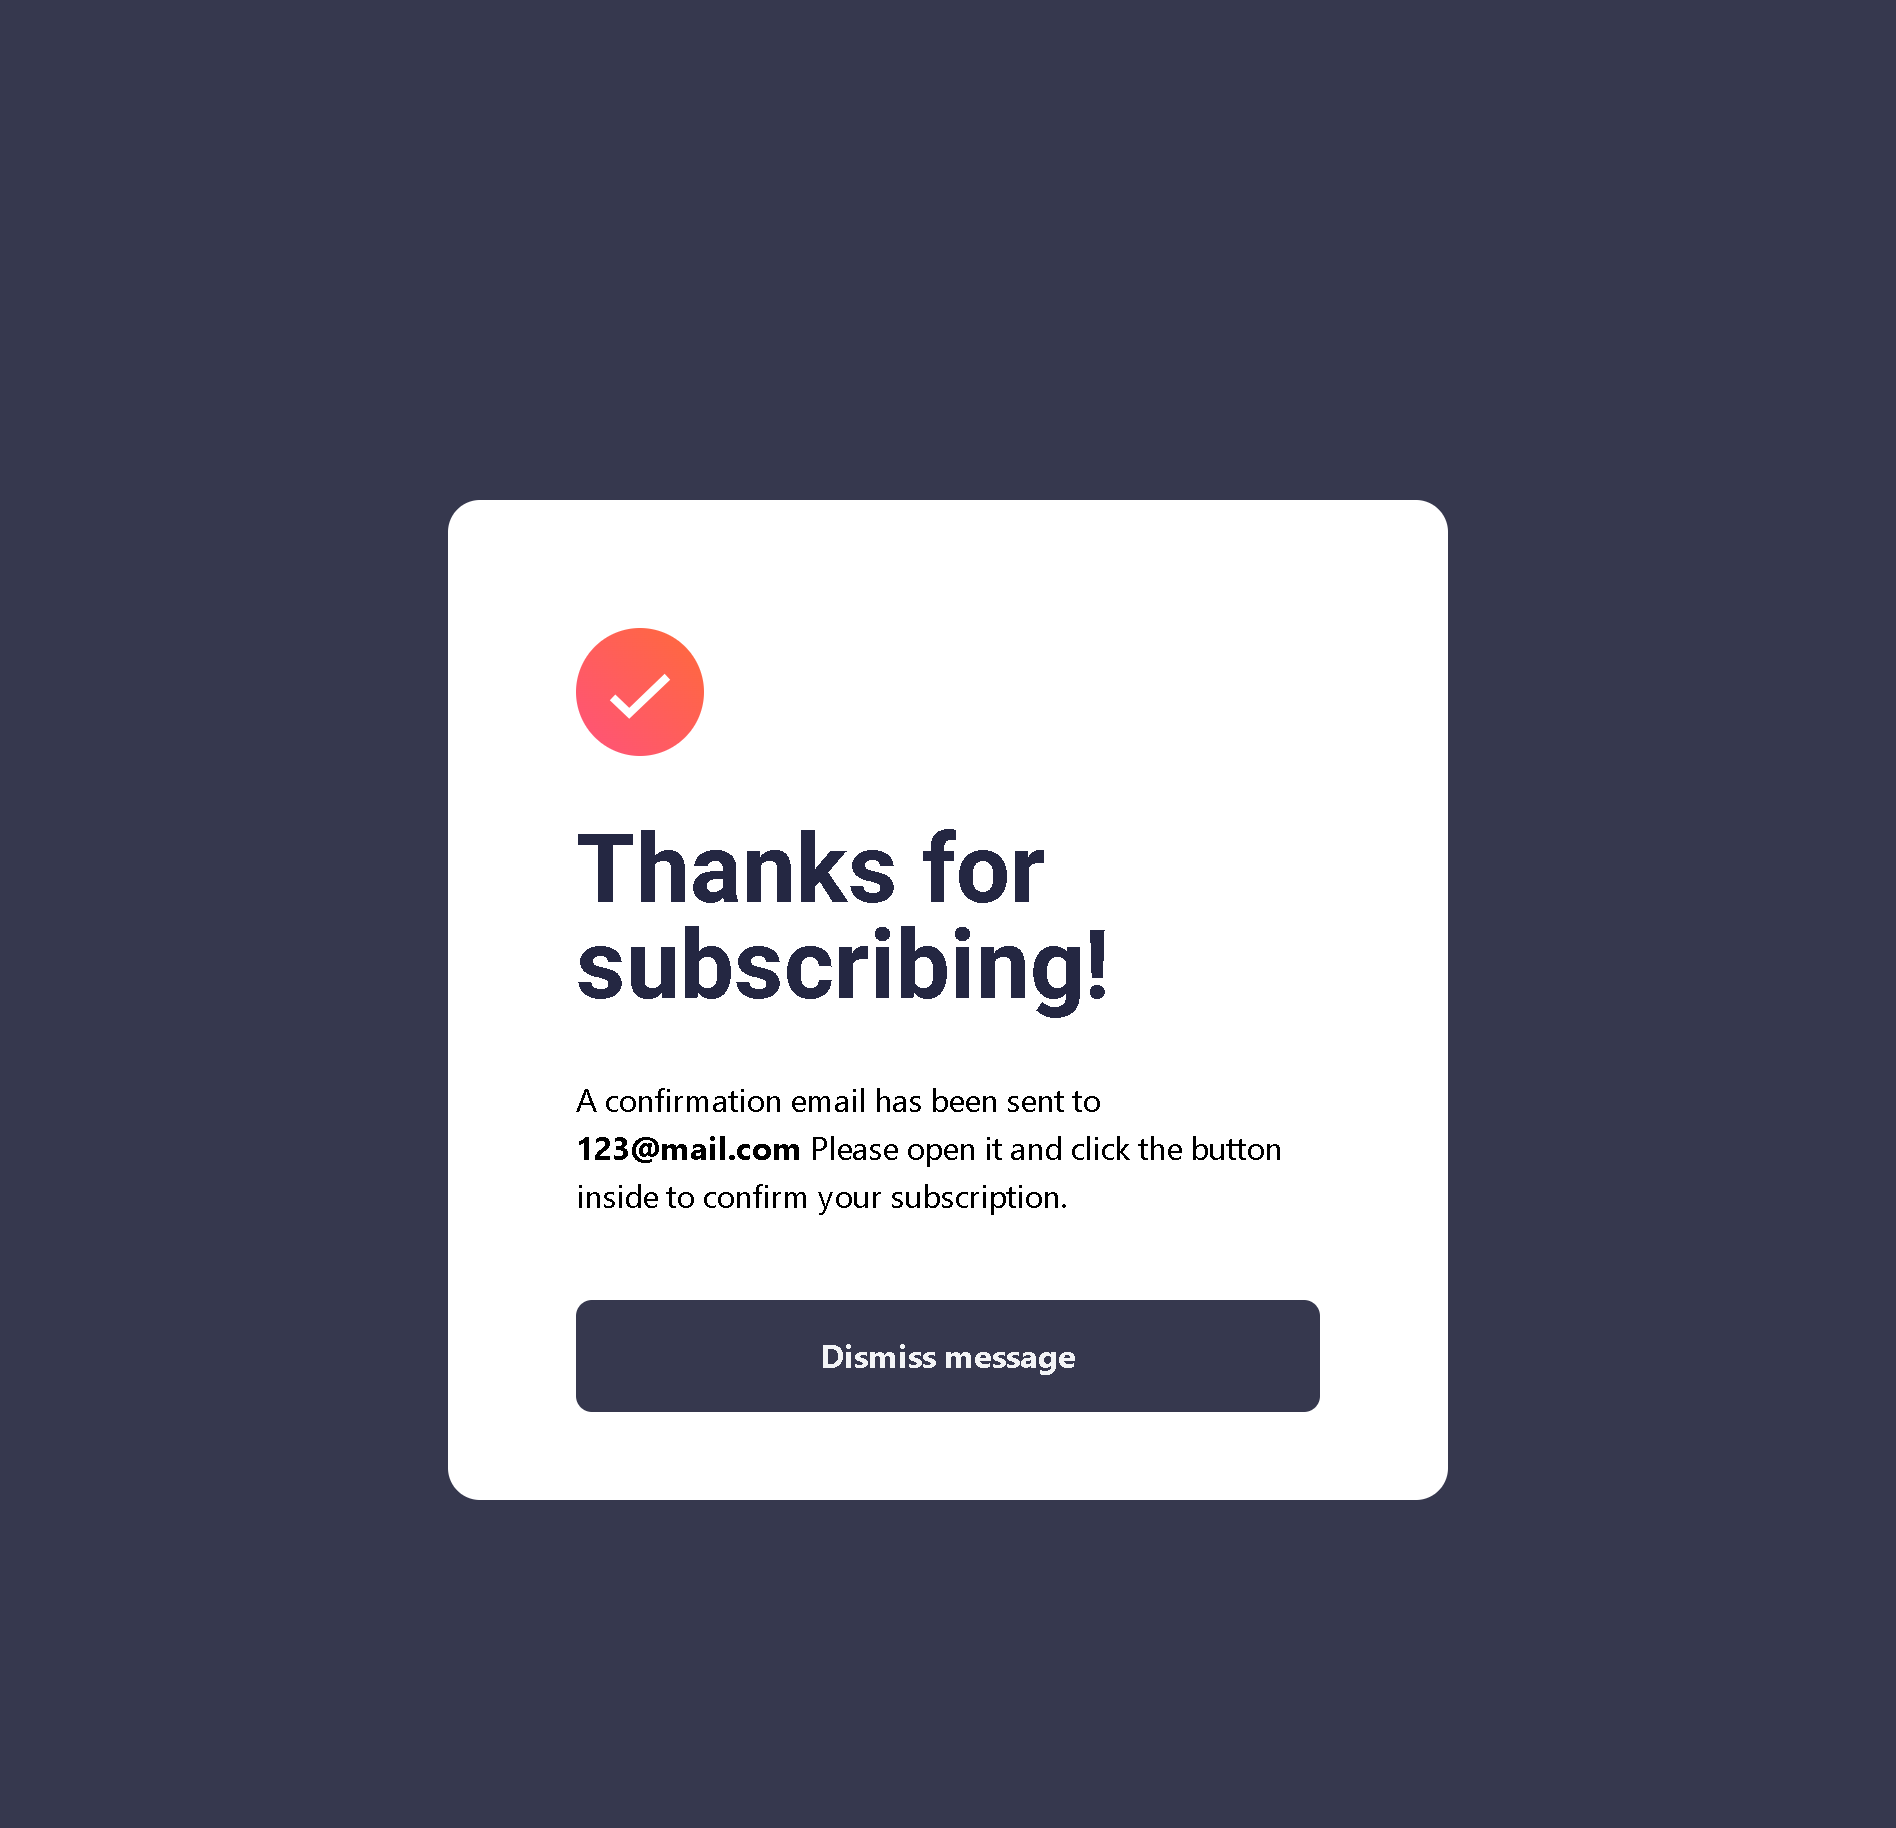 Thanks for
subscribing!
A confirmation email has been sent to
123@mail.com Please open it and click the button
inside to confirm your subscription.
Dismiss message